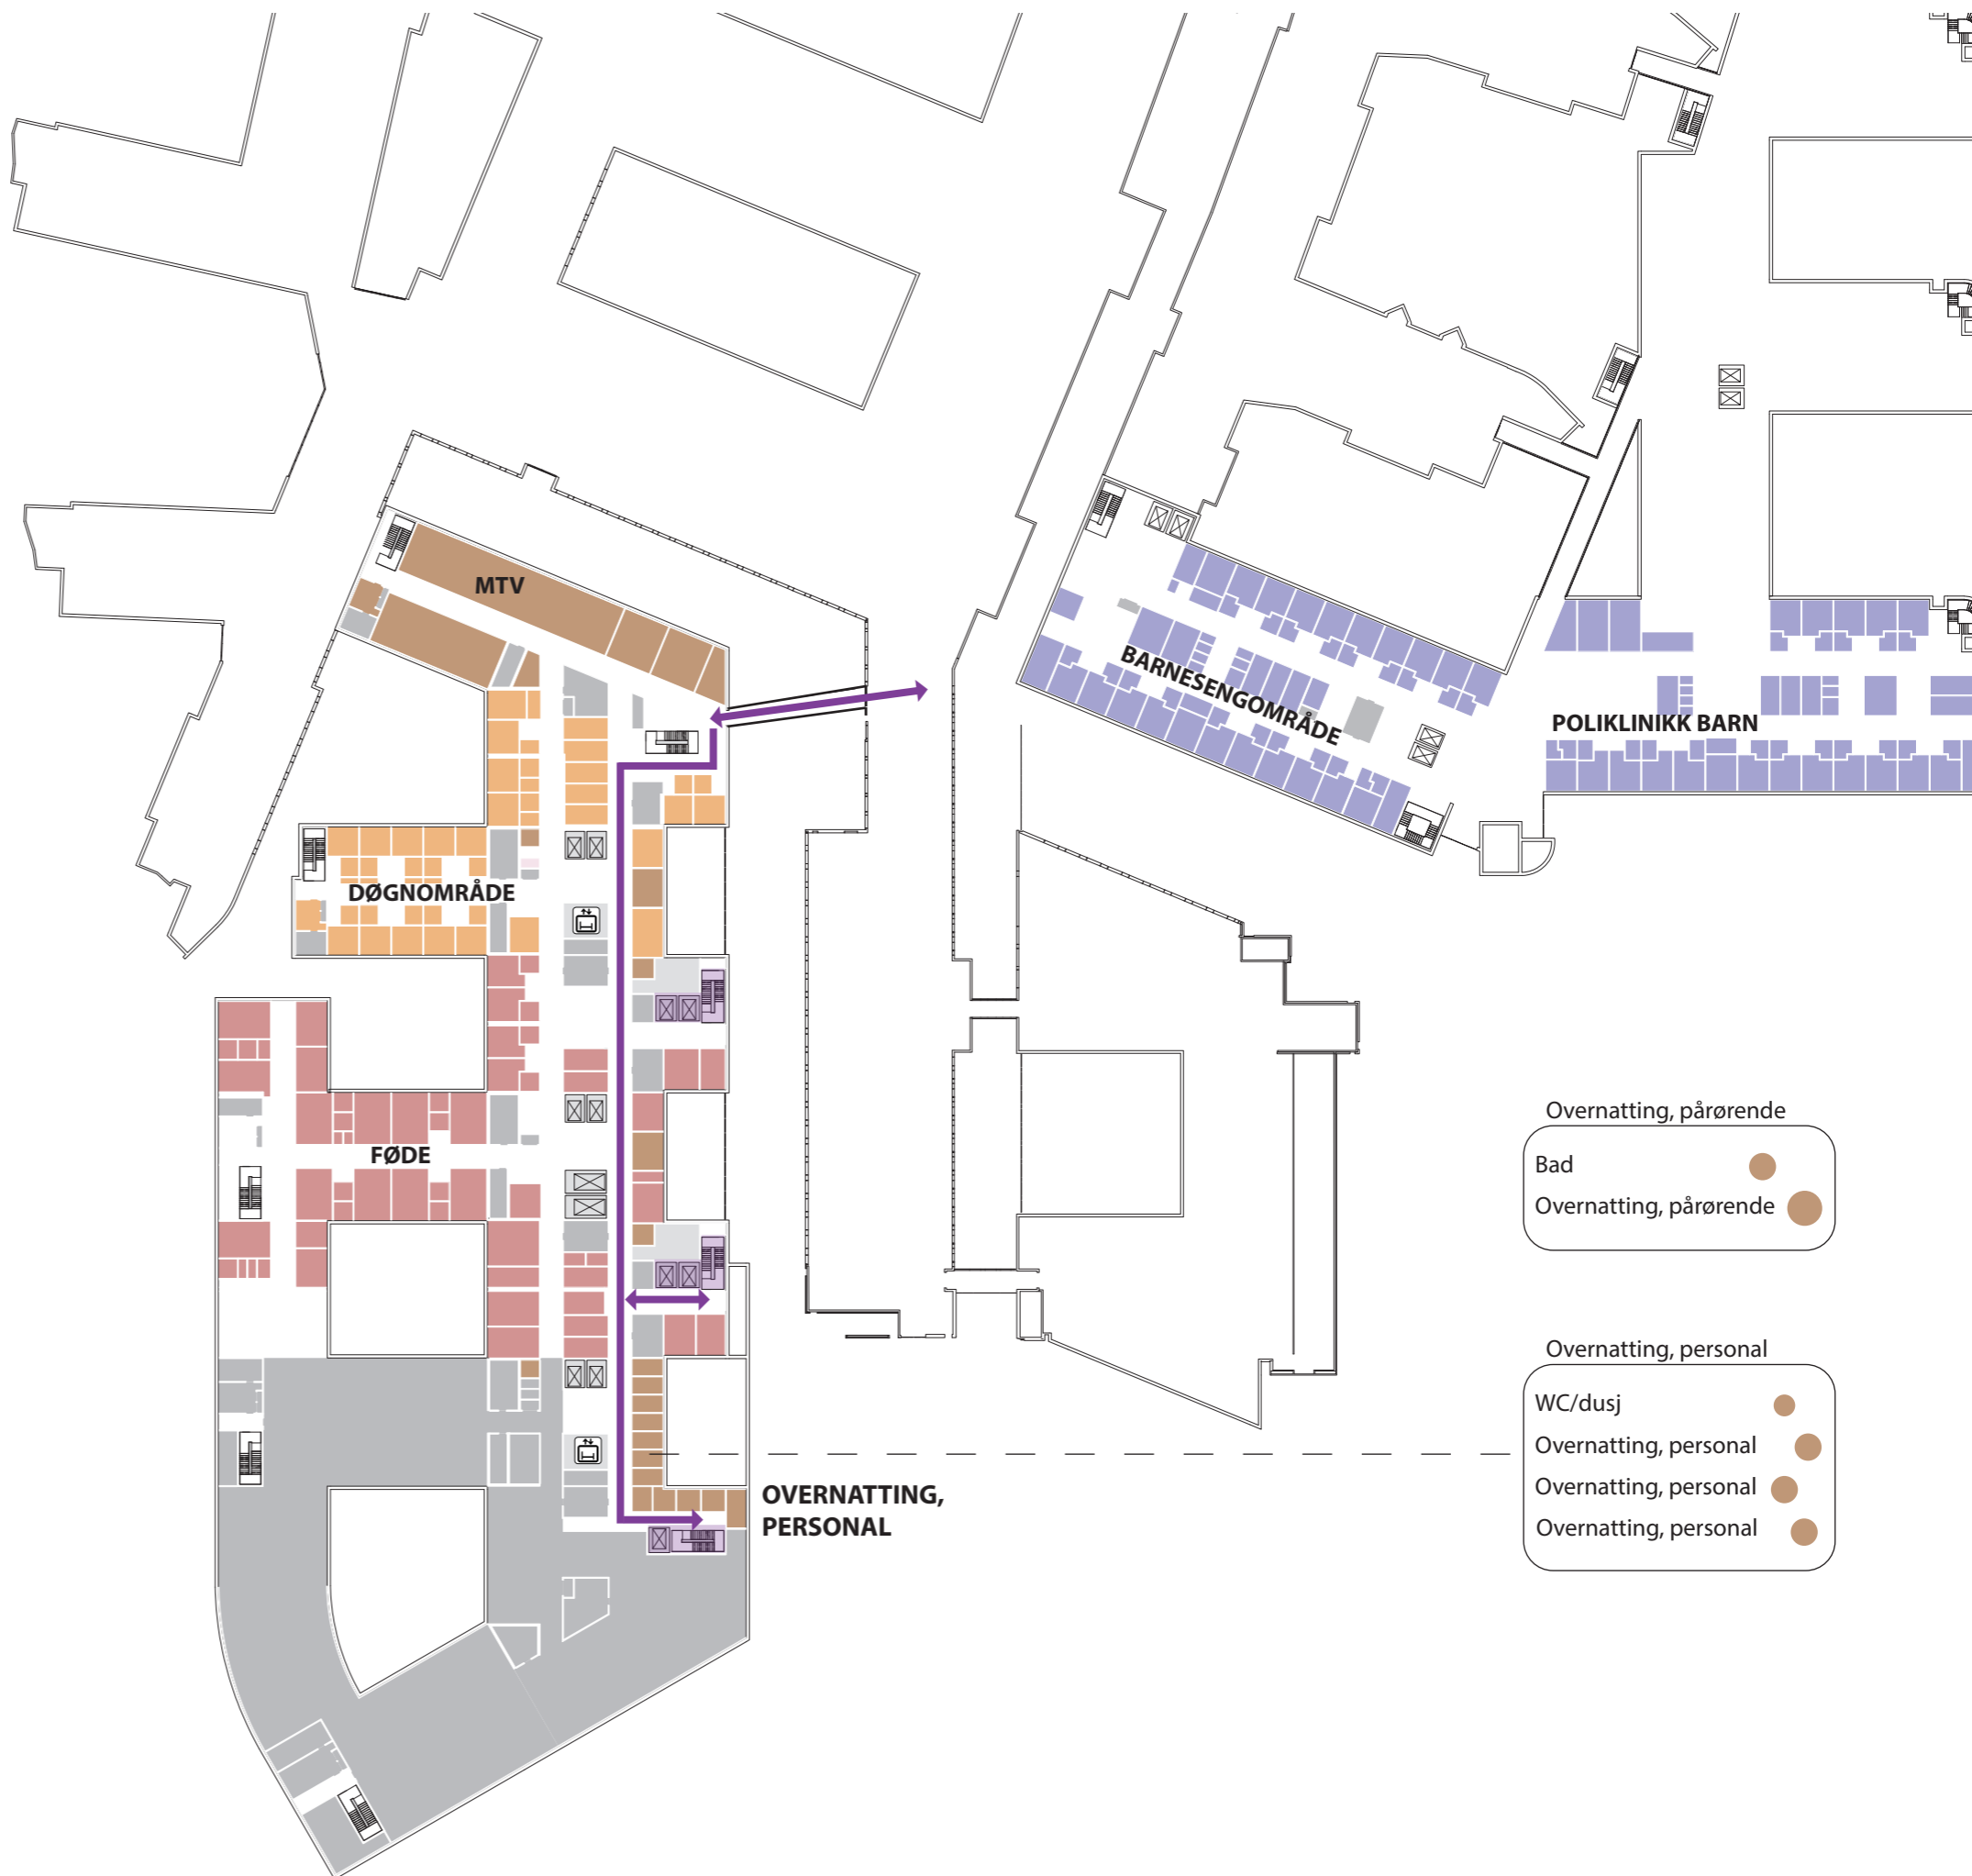 MTV
BARNESENGOMRÅDE
POLIKLINIKK BARN
DØGNOMRÅDE
FØDE
Overnatting, pårørende
Bad
Overnatting, pårørende
Overnatting, personal
WC/dusj
Overnatting, personal
Overnatting, personal
Overnatting, personal
OVERNATTING,
PERSONAL